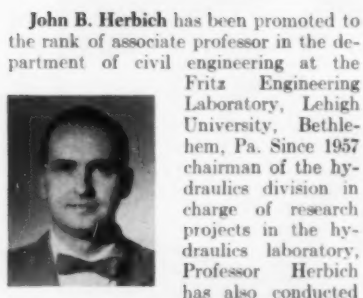 John B. Herbich has been promoted to
the rank of associate professor in the de-
partment of civil engineering at the
Fritz Engineering
Laboratory, Lehigh
University, Bethle-
hem, Pa. Since 1957
chairman of the hy-
draulics division in
charge of research
projects in the hy-
draulics laboratory,
Professor Herbich
has also conducted